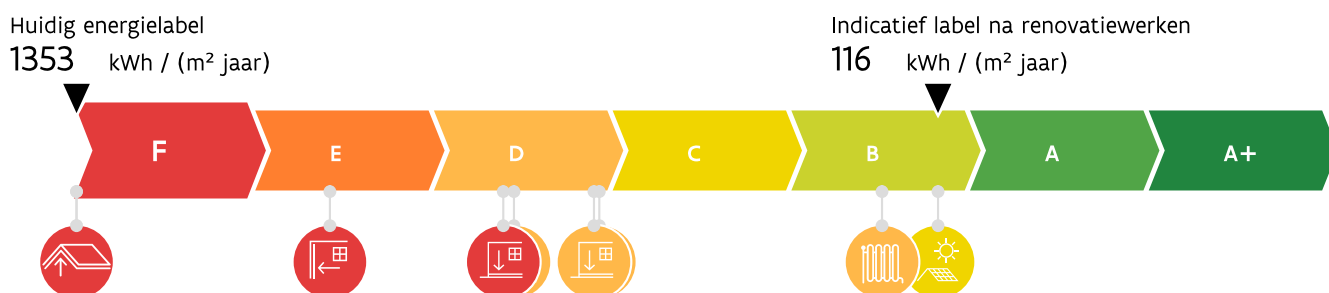 Huidig energielabel
1353 kWh / (m² jaar)
Indicatief label na renovatiewerken
116 kWh / (m² jaar)
F E D C B A A+